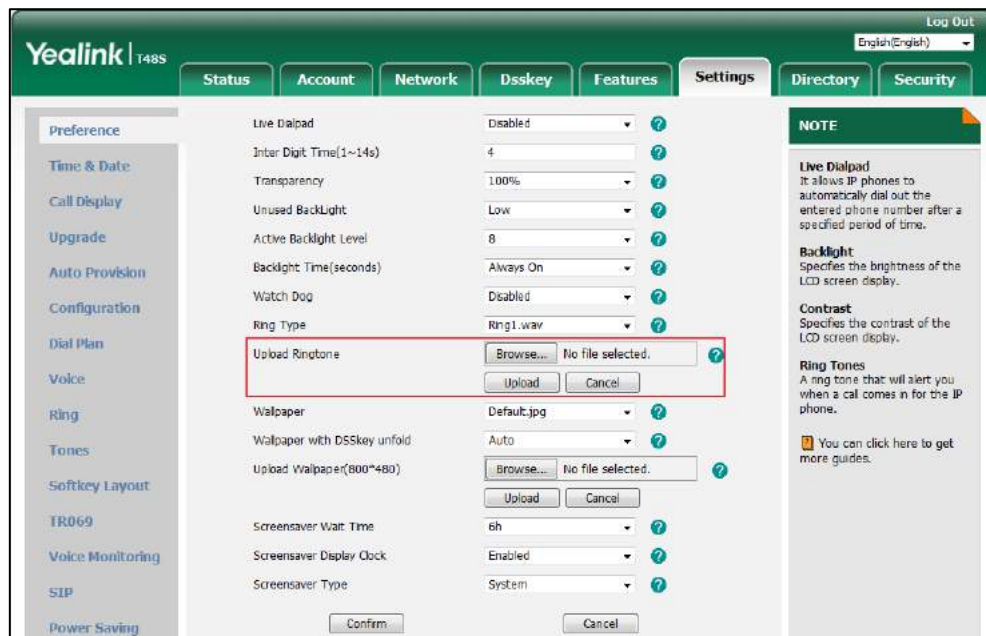 Log Out
English(English)
Yealink | T48S
Status Account Network Dsskey Features Settings Directory Security
Preference
Time & Date
Call Display
Upgrade
Auto Provision
Configuration
Dial Plan
Voice
Ring
Tones
Softkey Layout
TR069
Voice Monitoring
SIP
Power Saving
Live Dialpad Disabled ?
Inter Digit Time(1~14s) 4 ?
Transparency 100% ?
Unused BackLight Low ?
Active Backlight Level 8 ?
Backlight Time(seconds) Always On ?
Watch Dog Disabled ?
Ring Type Ring1.wav ?
Upload Ringtone Browse... No file selected. ?
Upload Cancel
Wallpaper Default.jpg ?
Wallpaper with DSSkey unfold Auto ?
Upload Wallpaper(800*480) Browse... No file selected. ?
Upload Cancel
Screensaver Wait Time 6h ?
Screensaver Display Clock Enabled ?
Screensaver Type System ?
Confirm Cancel
NOTE
Live Dialpad
It allows IP phones to
automatically dial out the
entered phone number after a
specified period of time.
Backlight
Specifies the brightness of the
LCD screen display.
Contrast
Specifies the contrast of the
LCD screen display.
Ring Tones
A ring tone that will alert you
when a call comes in for the IP
phone.
? You can click here to get
more guides.